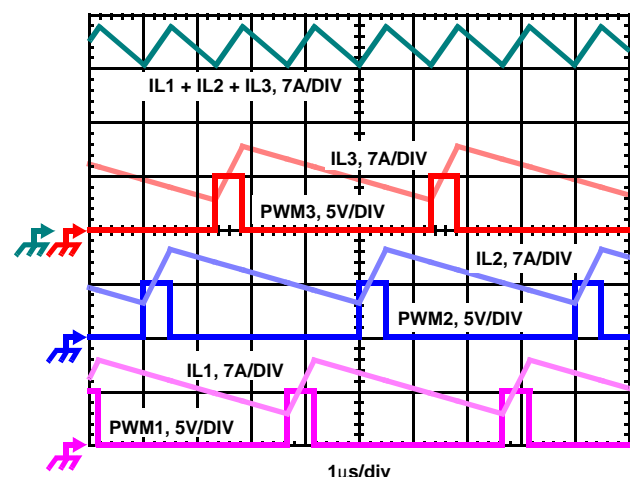 IL1 + IL2 + IL3, 7A/DIV
IL3, 7A/DIV
PWM3, 5V/DIV
IL2, 7A/DIV
PWM2, 5V/DIV
IL1, 7A/DIV
PWM1, 5V/DIV
1µs/div